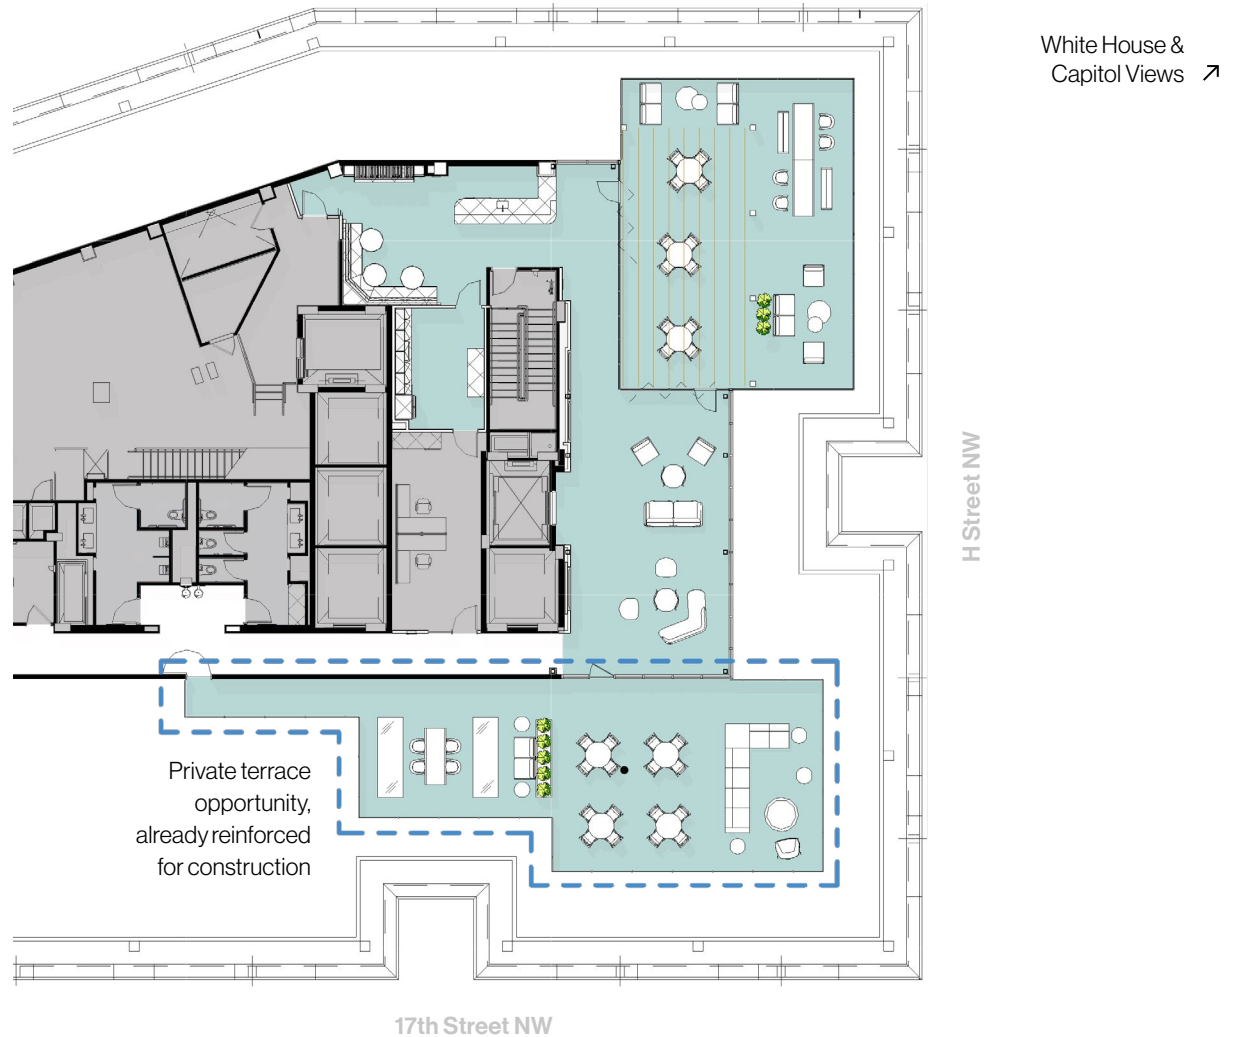 White House &
Capitol Views ↗
H Street NW
Private terrace
opportunity,
already reinforced
for construction
17th Street NW